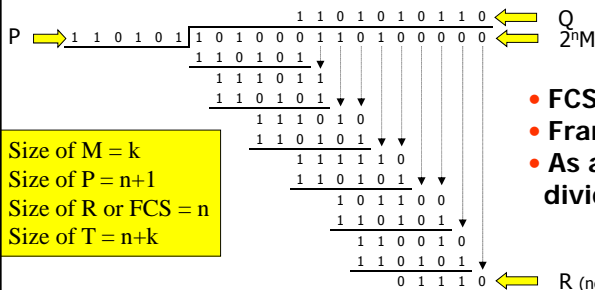 1 1 0 1 0 1 0 1 1 0 Q
P 1 1 0 1 0 1 1 0 1 0 0 0 1 1 0 1 0 0 0 0 0 2ⁿM
1 1 0 1 0 1
1 1 1 0 1 1
1 1 0 1 0 1
• FCS
1 1 1 0 1 0
•
1 1 0 1 0 1
• As a
1 1 1 1 1 0
1 1 0 1 0 1
1 0 1 1 0 0
1 1 0 1 0 1
1 1 0 0 1 0
1 1 0 1 0 1
0 1 1 1 0 R
Size of M = k
Size of P = n+1
Size of R or FCS = n
Size of T = n+k